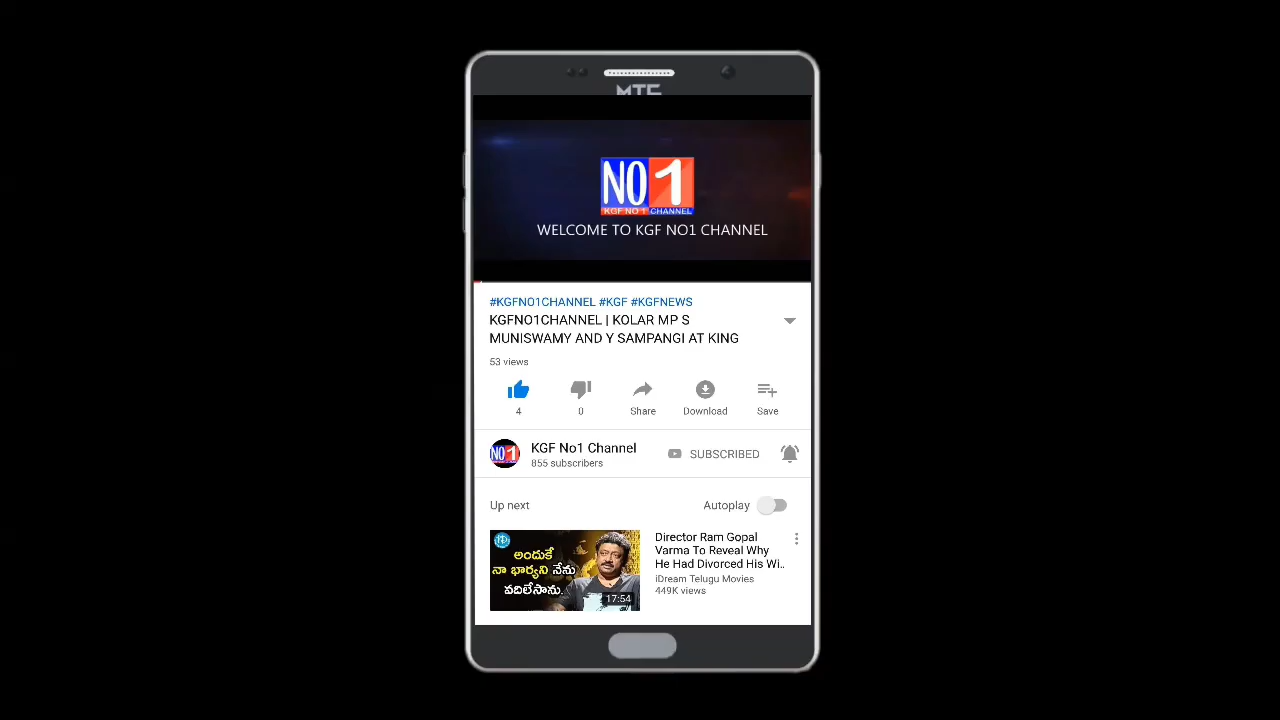 NO1
KGF NO 1 CHANNEL
WELCOME TO KGF NO1 CHANNEL
#KGFNO1CHANNEL #KGF #KGFNEWS
KGFNO1CHANNEL | KOLAR MP S
MUNISWAMY AND Y SAMPANGI AT KING
53 views
4
0
Share
Download
Save
NO1
KGF No1 Channel
855 subscribers
SUBSCRIBED
Up next
Autoplay
అందుకే
నా భార్యని నేను
వదిలేసాను.
17:54
Director Ram Gopal
Varma To Reveal Why
He Had Divorced His Wi..
iDream Telugu Movies
449K views